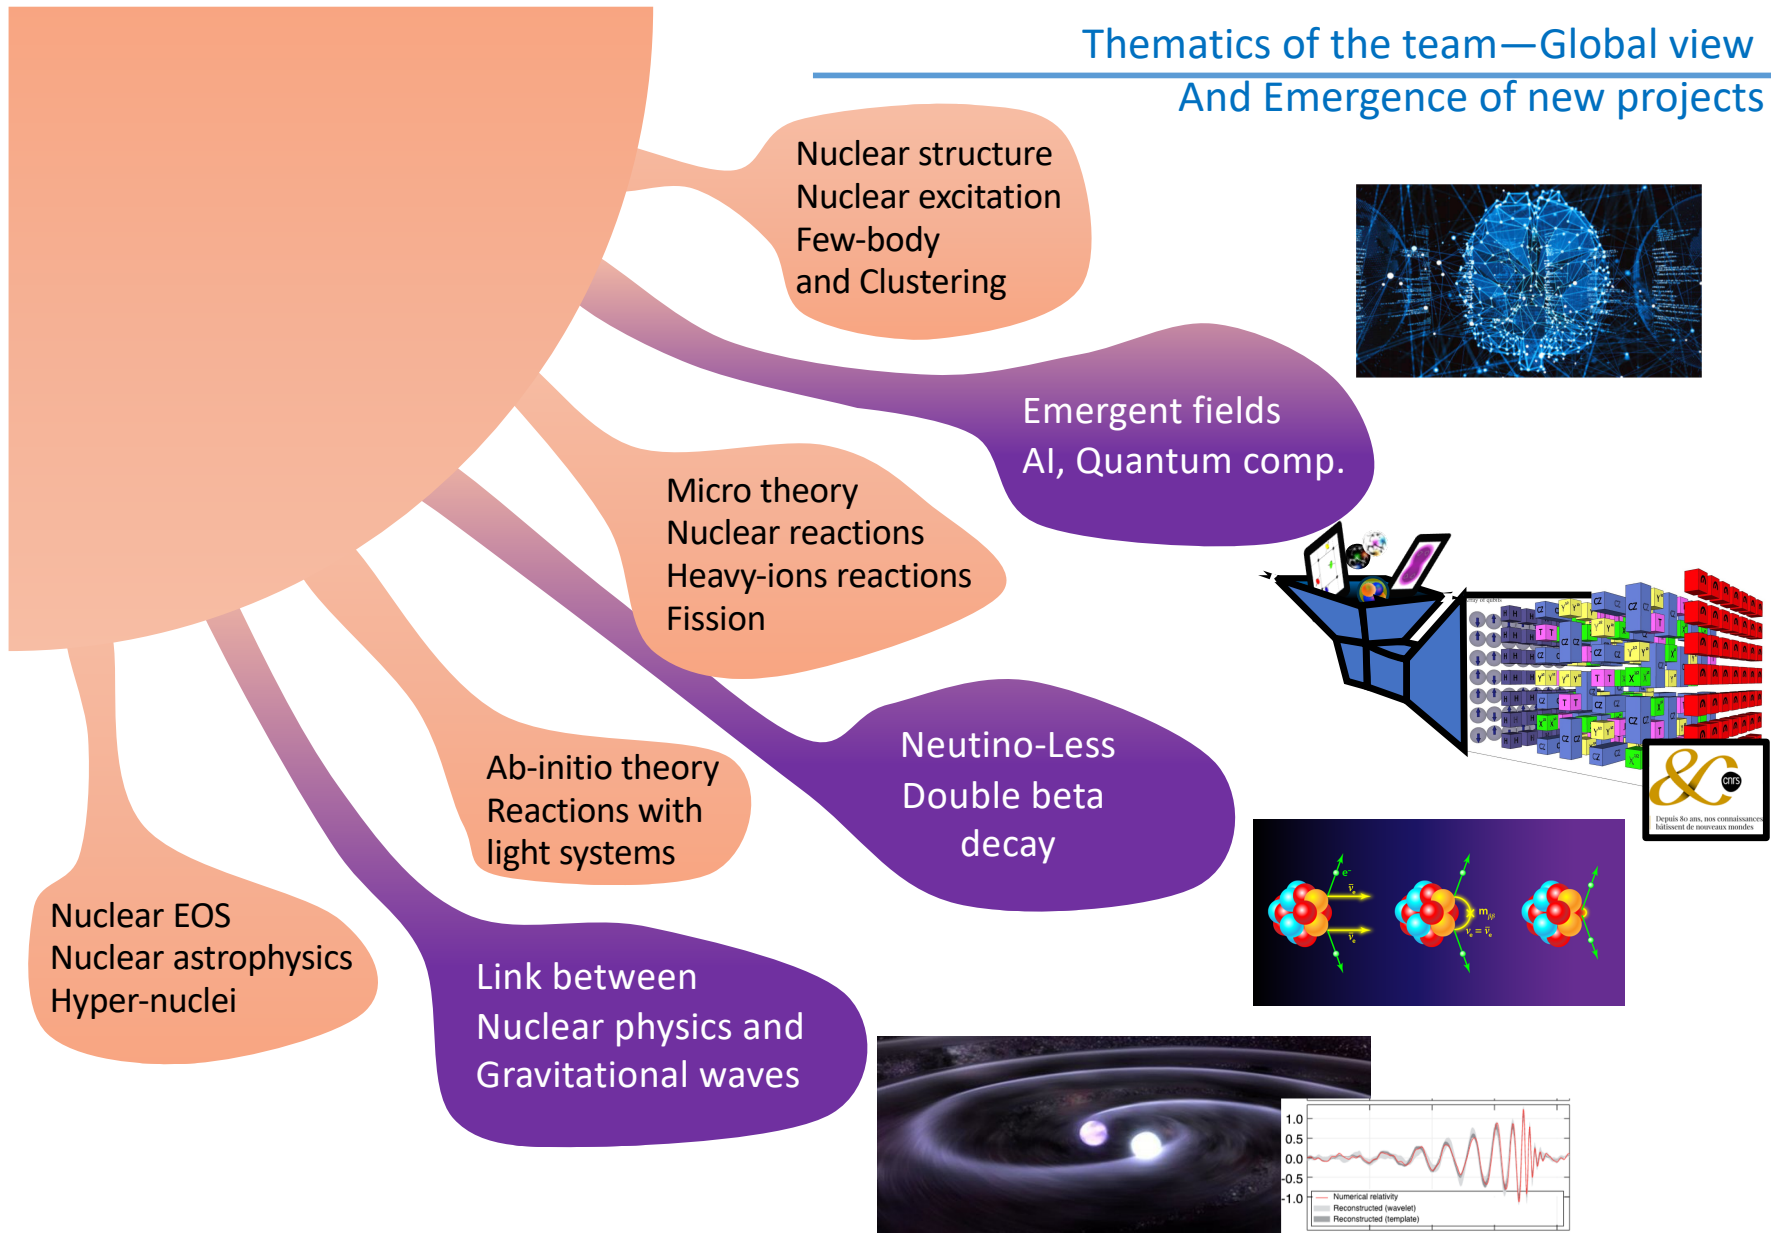 Thematics of the team—Global view
And Emergence of new projects
Nuclear structure
Nuclear excitation
Few-body
and Clustering
Emergent fields
AI, Quantum comp.
Micro theory
Nuclear reactions
Heavy-ions reactions
Fission
Neutino-Less
Double beta
decay
Ab-initio theory
Reactions with
light systems
Nuclear EOS
Nuclear astrophysics
Hyper-nuclei
Link between
Nuclear physics and
Gravitational waves
cnrs
Depuis 80 ans, nos connaissances
bâtissent de nouveaux mondes
1.0
0.5
0.0
-0.5
-1.0
Numerical relativity
Reconstructed (wavelet)
Reconstructed (template)